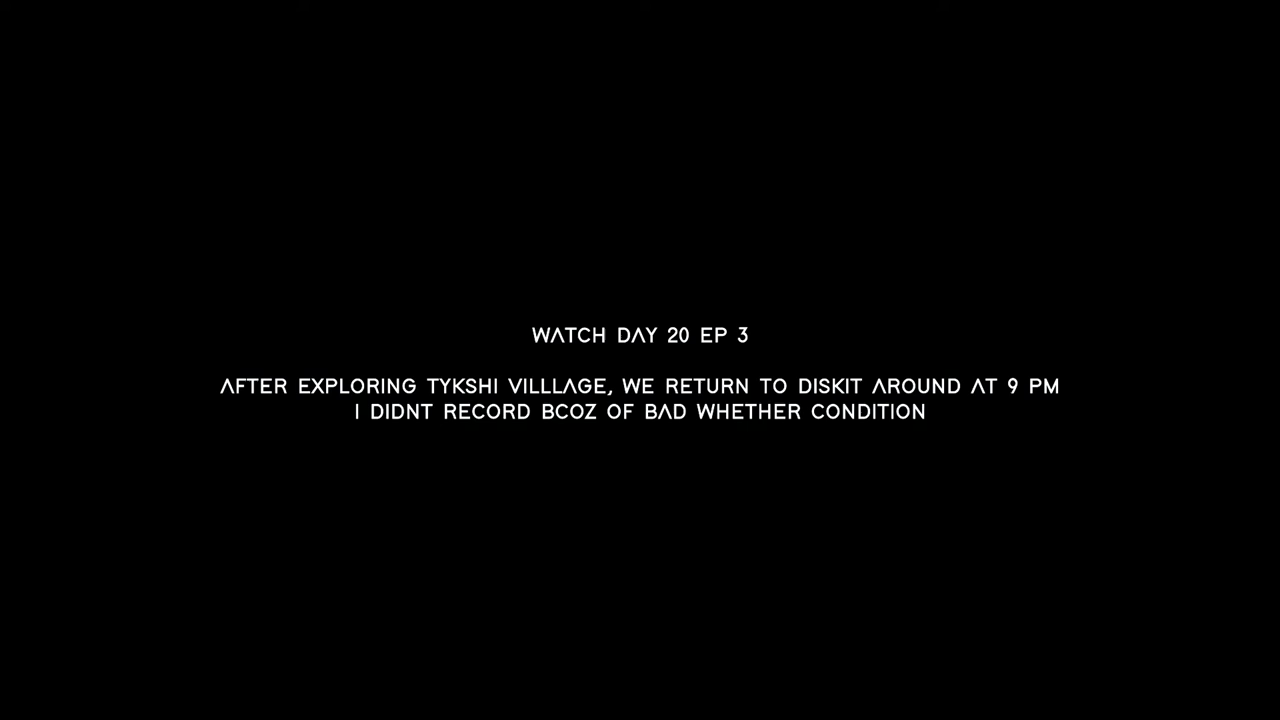 WATCH DAY 20 EP 3
AFTER EXPLORING TYKSHI VILLLAGE, WE RETURN TO DISKIT AROUND AT 9 PM
I DIDNT RECORD BCOZ OF BAD WHETHER CONDITION